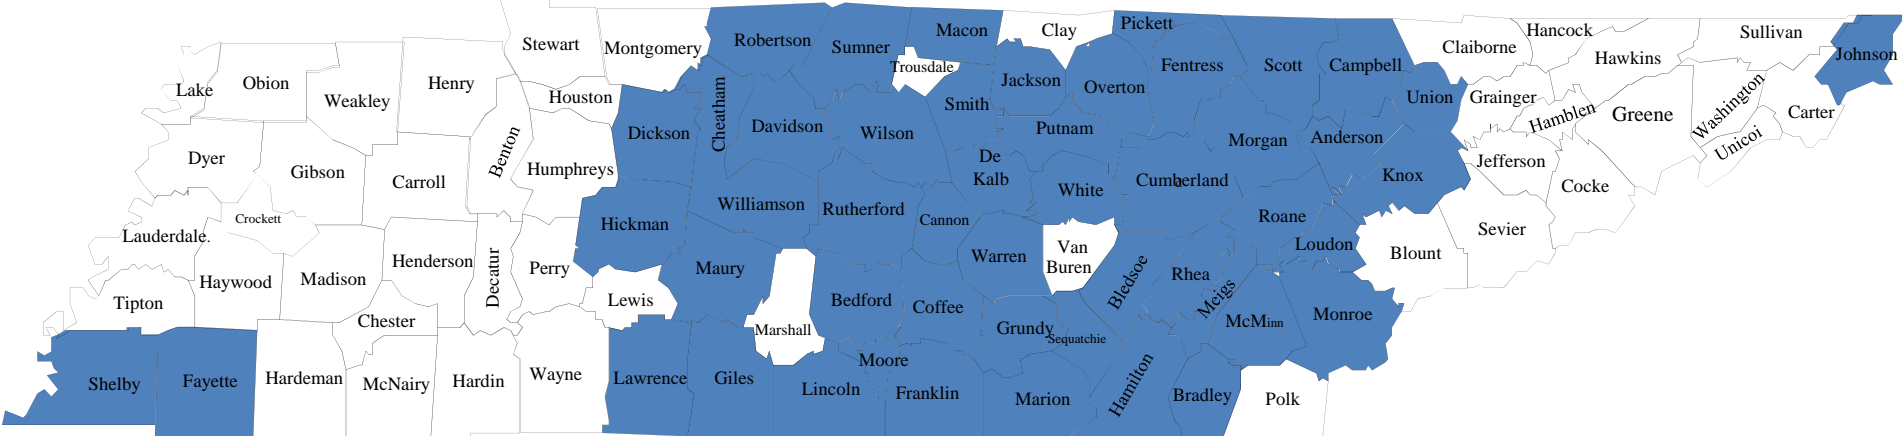 Stewart
Montgomery
Robertson
Sumner
Macon
Clay
Pickett
Hancock
Sullivan
Claiborne
Hawkins
Johnson
Trousdale
Lake
Obion
Weakley
Henry
Houston
Jackson
Overton
Fentress
Scott
Campbell
Union
Grainger
Hamblen
Greene
Washington
Carter
Unicoi
Dickson
Cheatham
Davidson
Wilson
Smith
Putnam
Morgan
Anderson
Dyer
Gibson
Carroll
Benton
Humphreys
De
Kalb
White
Cumberland
Knox
Jefferson
Cocke
Crockett
Lauderdale.
Hickman
Williamson
Rutherford
Cannon
Roane
Loudon
Sevier
Blount
Haywood
Madison
Henderson
Decatur
Perry
Maury
Warren
Van
Buren
Bledsoe
Rhea
Meigs
Tipton
Chester
Lewis
Marshall
Bedford
Coffee
Grundy
Sequatchie
McMinn
Monroe
Shelby
Fayette
Hardeman
McNairy
Hardin
Wayne
Lawrence
Giles
Lincoln
Moore
Franklin
Marion
Hamilton
Bradley
Polk